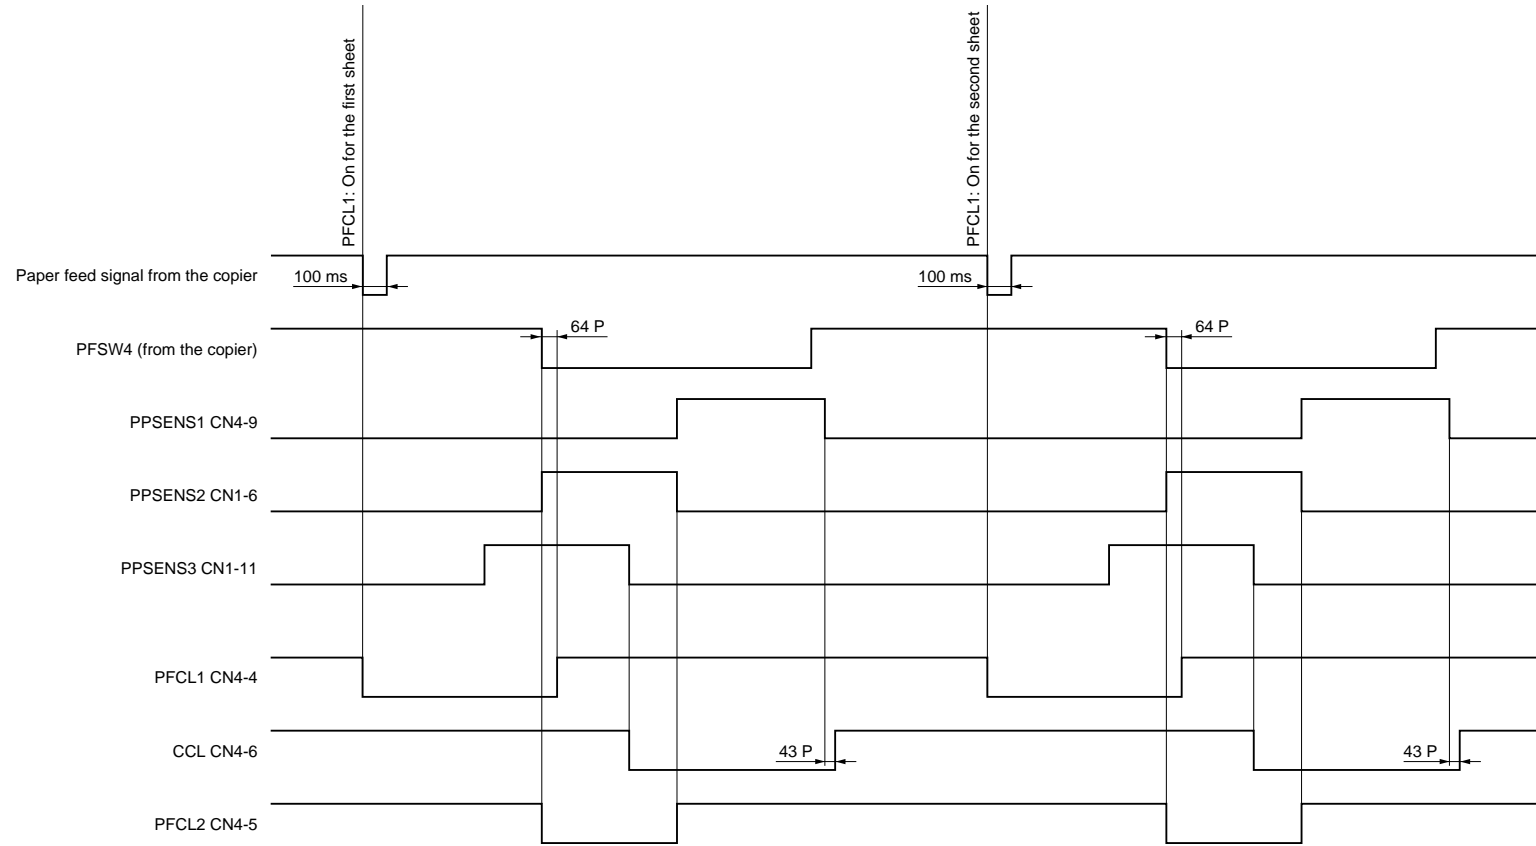 PFCL1: On for the first sheet
PFCL1: On for the second sheet
Paper feed signal from the copier
100 ms
100 ms
PFSW4 (from the copier)
64 P
64 P
PPSENS1 CN4-9
PPSENS2 CN1-6
PPSENS3 CN1-11
PFCL1 CN4-4
CCL CN4-6
43 P
43 P
PFCL2 CN4-5